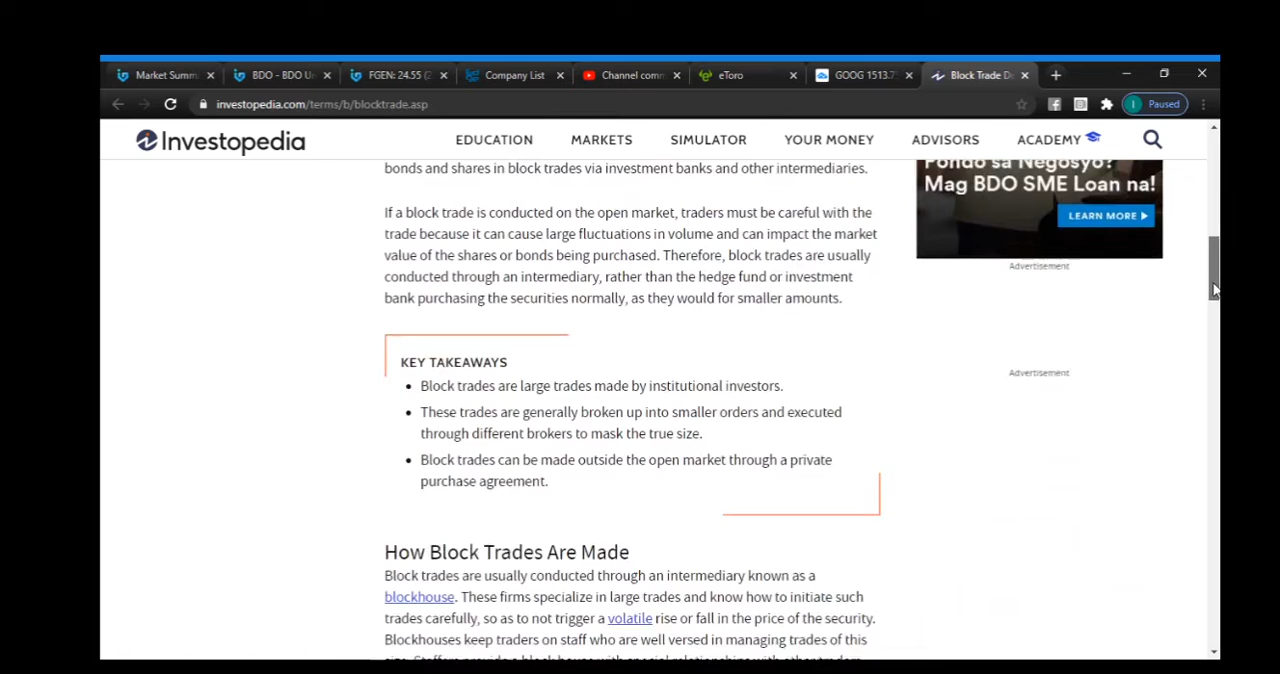 Market Summ
BDO - BDO U
FGEN: 24.55 (2
Company List
Channel comm
eToro
GOOG 1513.7
Block Trade De
investopedia.com/terms/b/blocktrade.asp
Paused
Investopedia
EDUCATION
MARKETS
SIMULATOR
YOUR MONEY
ADVISORS
ACADEMY
bonds and shares in block trades via investment banks and other intermediaries.
Pondo sa Negosyo?
Mag BDO SME Loan na!
LEARN MORE
Advertisement
If a block trade is conducted on the open market, traders must be careful with the
trade because it can cause large fluctuations in volume and can impact the market
value of the shares or bonds being purchased. Therefore, block trades are usually
conducted through an intermediary, rather than the hedge fund or investment
bank purchasing the securities normally, as they would for smaller amounts.
Advertisement
KEY TAKEAWAYS
• Block trades are large trades made by institutional investors.
• These trades are generally broken up into smaller orders and executed
through different brokers to mask the true size.
• Block trades can be made outside the open market through a private
purchase agreement.
How Block Trades Are Made
Block trades are usually conducted through an intermediary known as a
blockhouse. These firms specialize in large trades and know how to initiate such
trades carefully, so as to not trigger a volatile rise or fall in the price of the security.
Blockhouses keep traders on staff who are well versed in managing trades of this